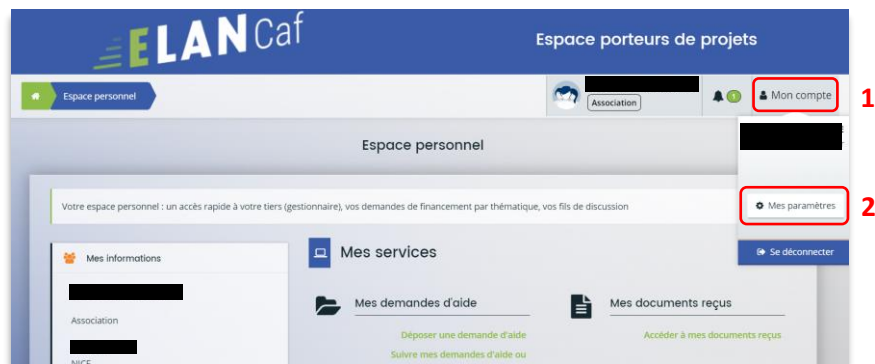 ELAN Caf
Espace porteurs de projets
Espace personnel
Association
1
Mon compte
1
Espace personnel
Votre espace personnel : un accès rapide à votre tiers (gestionnaire), vos demandes de financement par thématique, vos fils de discussion
Mes paramètres
2
Se déconnecter
Mes informations
Association
NICE
Mes services
Mes demandes d'aide
Déposer une demande d'aide
Suivre mes demandes d'aide ou
Mes documents reçus
Accéder à mes documents reçus